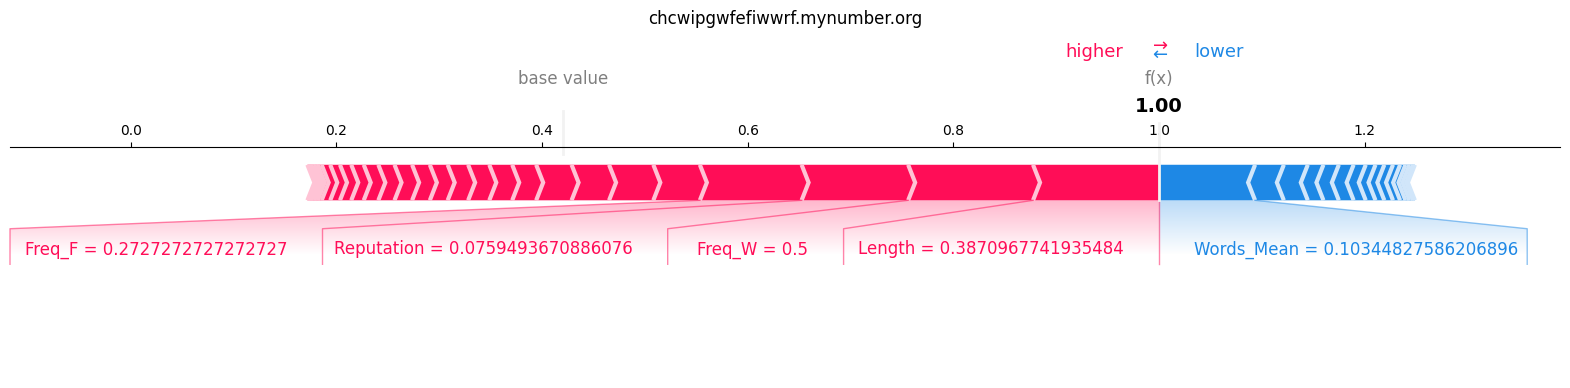 chcwipgwfefiwwrf.mynumber.org
higher ⇄ lower
base value f(x)
1.00
0.0 0.2 0.4 0.6 0.8 1.0 1.2
Freq_F = 0.2727272727272727 Reputation = 0.0759493670886076 Freq_W = 0.5 Length = 0.3870967741935484 Words_Mean = 0.10344827586206896